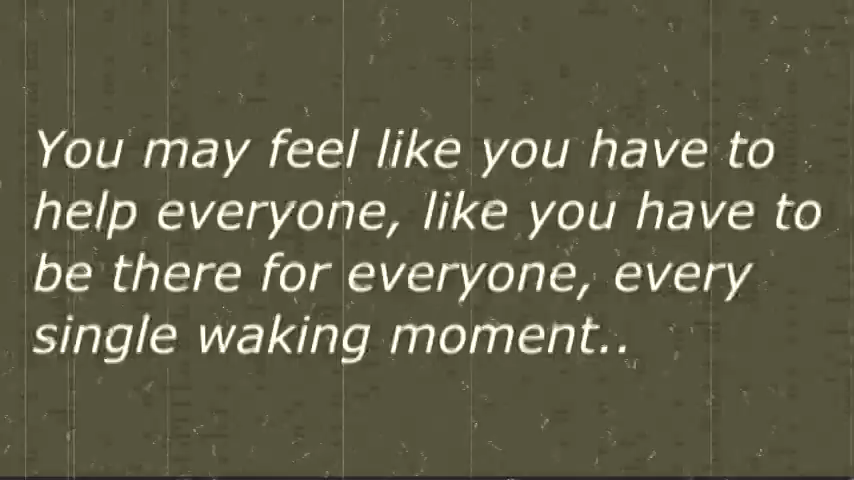 You may feel like you have to
help everyone, like you have to
be there for everyone, every
single waking moment..